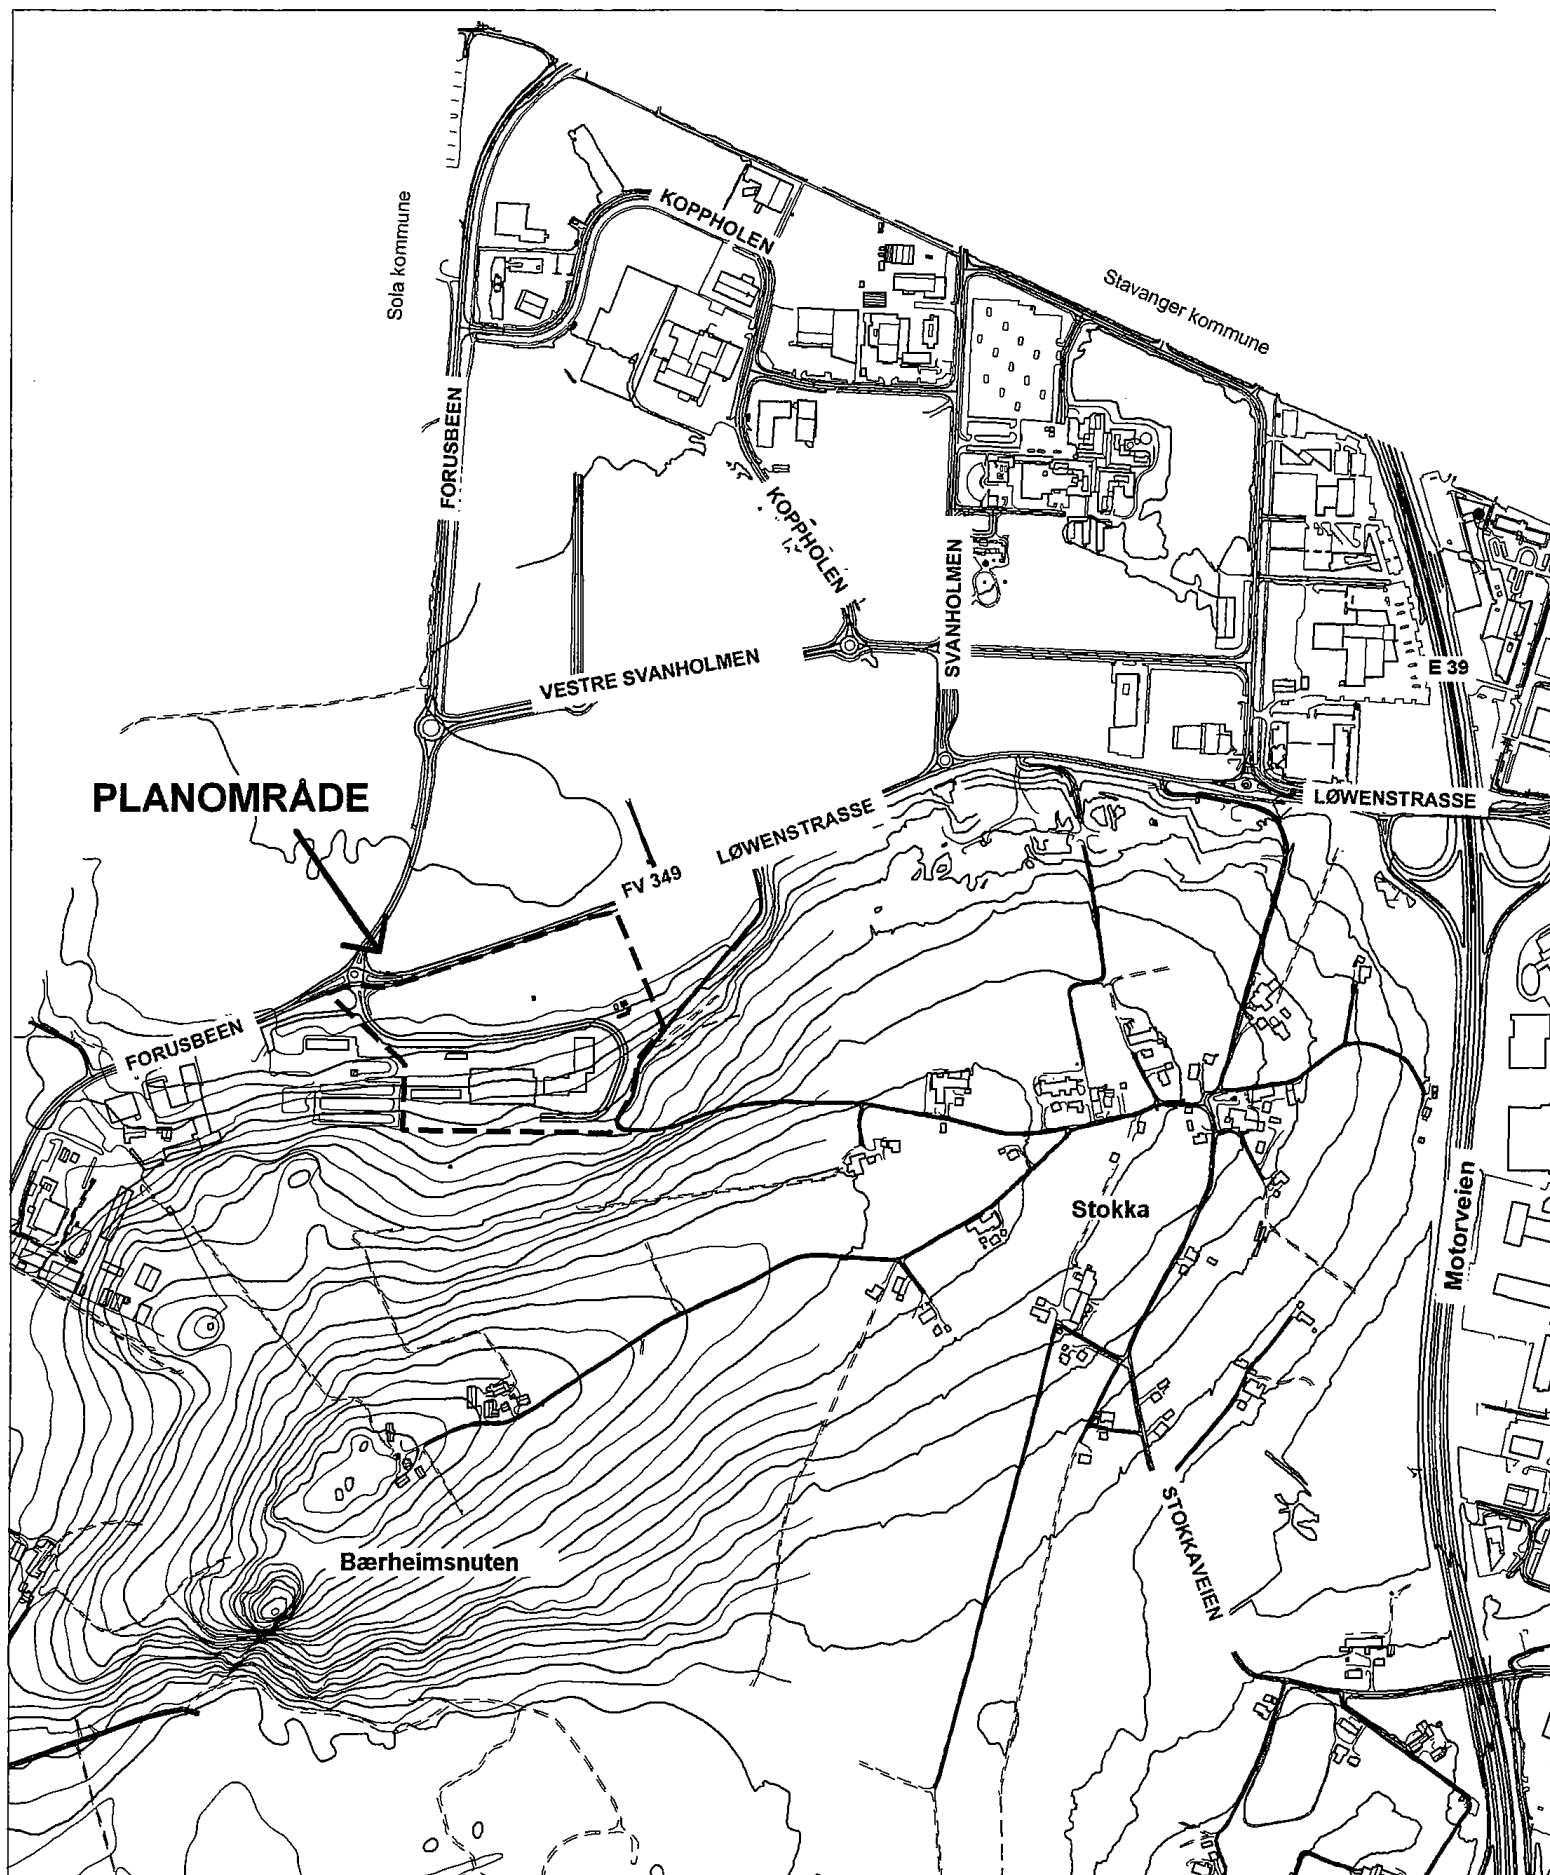 KOPPHOLEN
Sola kommune
Stavanger kommune
FORUSBEEN
KOPPHOLEN
SVANHOLMEN
VESTRE SVANHOLMEN
E 39
PLANOMRÅDE
LØWENSTRASSE
LØWENSTRASSE
FV 349
FORUSBEEN
Stokka
Motorveien
Bærheimsnuten
STOKKAVEIEN